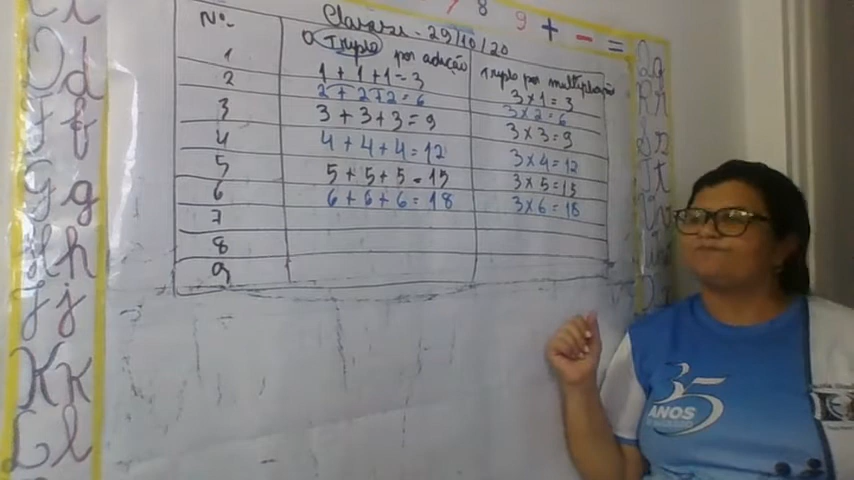 7 8 9 + - =
29/10/20
Nº-
O Triplo por adução
Triplo por multiplicação
1 1 + 1 + 1 = 3 3 x 1 = 3
2 2 + 2 + 2 = 6 3 x 2 = 6
3 3 + 3 + 3 = 9 3 x 3 = 9
4 4 + 4 + 4 = 12 3 x 4 = 12
5 5 + 5 + 5 = 15 3 x 5 = 15
6 6 + 6 + 6 = 18 3 x 6 = 18
7
8
9
d
f
G g
H h
J j
K k
L l
35
ANOS